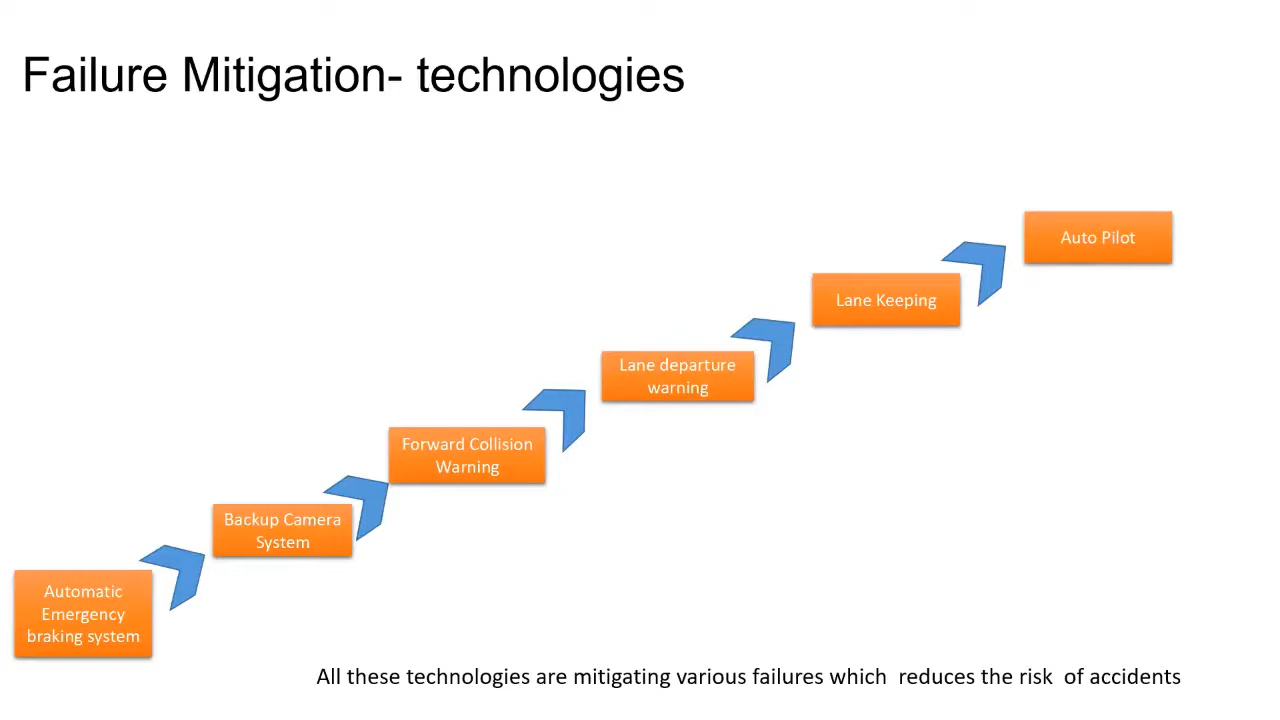 Failure Mitigation- technologies
Auto Pilot
Lane Keeping
Lane departure
warning
Forward Collision
Warning
Backup Camera
System
Automatic
Emergency
braking system
All these technologies are mitigating various failures which  reduces the risk  of accidents